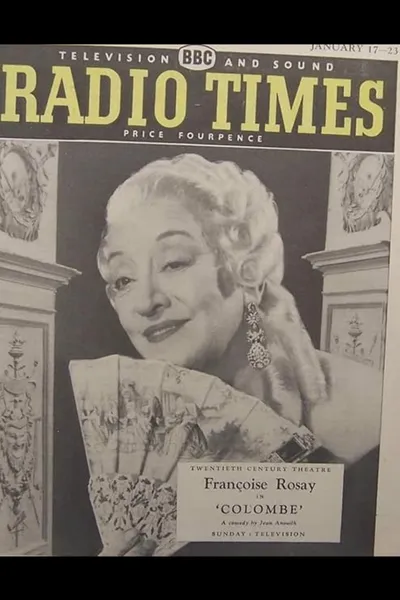 JANUARY 17-23
TELEVISION BBC AND SOUND
RADIO TIMES
PRICE FOURPENCE
TWENTIETH CENTURY THEATRE
Françoise Rosay
IN
'COLOMBE'
A comedy by Jean Anouilh
SUNDAY: TELEVISION